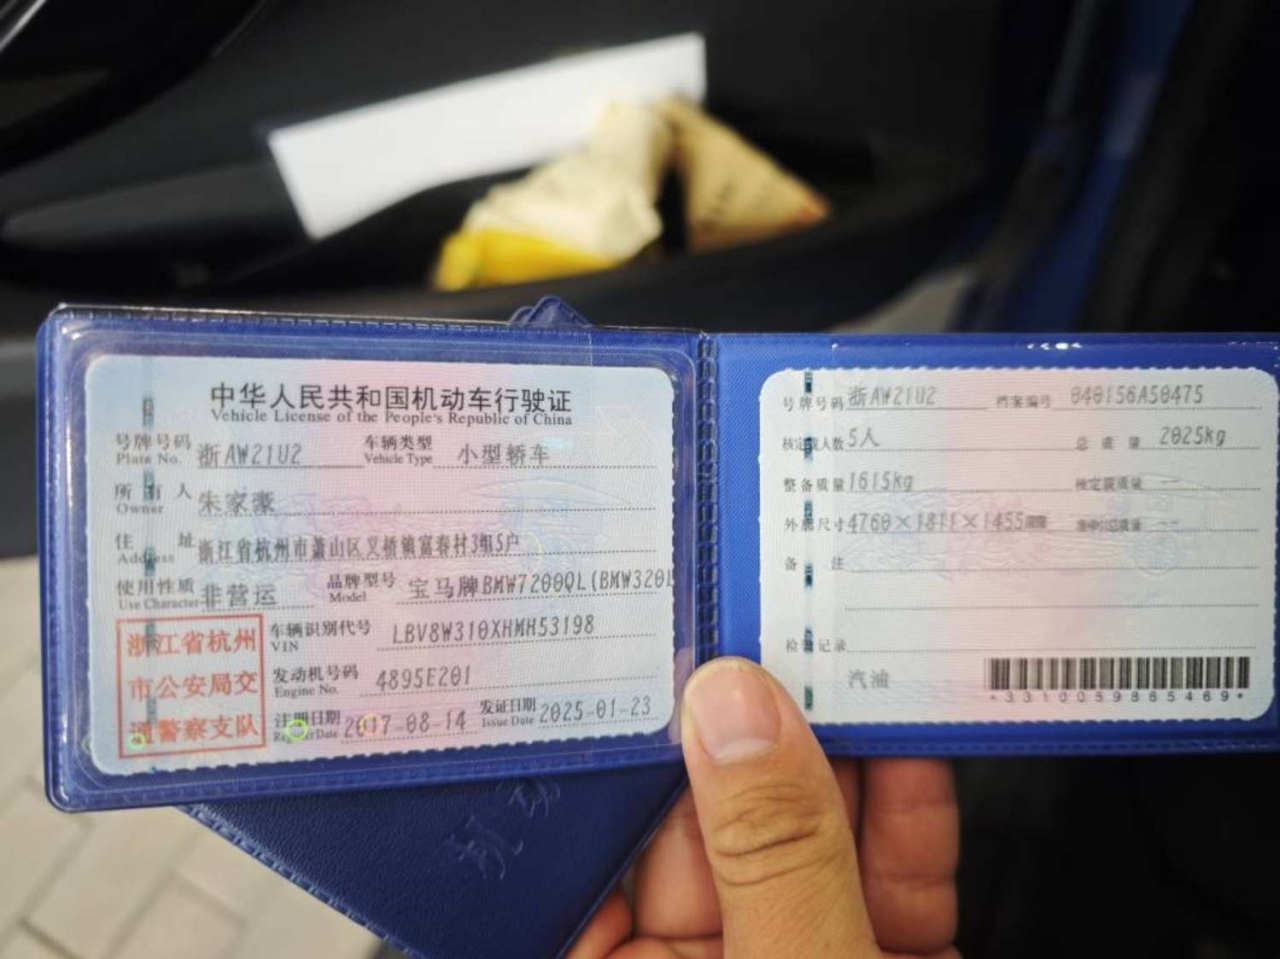 中华人民共和国机动车行驶证
Vehicle License of the People's Republic of China
号牌号码 浙AW21U2 车辆类型 小型轿车
Plate No. Vehicle Type
所有人 朱家豪
Owner
住址 浙江省杭州市萧山区义桥镇富春村3组5户
Address
使用性质 非营运 品牌型号 宝马牌BMW7200QL(BMW320L
Use Character Model
浙江省杭州
市公安局交
通警察支队
车辆识别代号 LBV8W310XHMH53198
VIN
发动机号码 4895E201
Engine No.
注册日期 2017-08-14 发证日期 2025-01-23
Register Date Issue Date
号牌号码 浙AW21U2 档案编号 040156A50475
核定载人数 5人 总质量 2025kg
整备质量 1615kg 核定载质量 --
外廓尺寸 4760×1811×1455 --
备注
检验记录
汽油
*3310059865469*